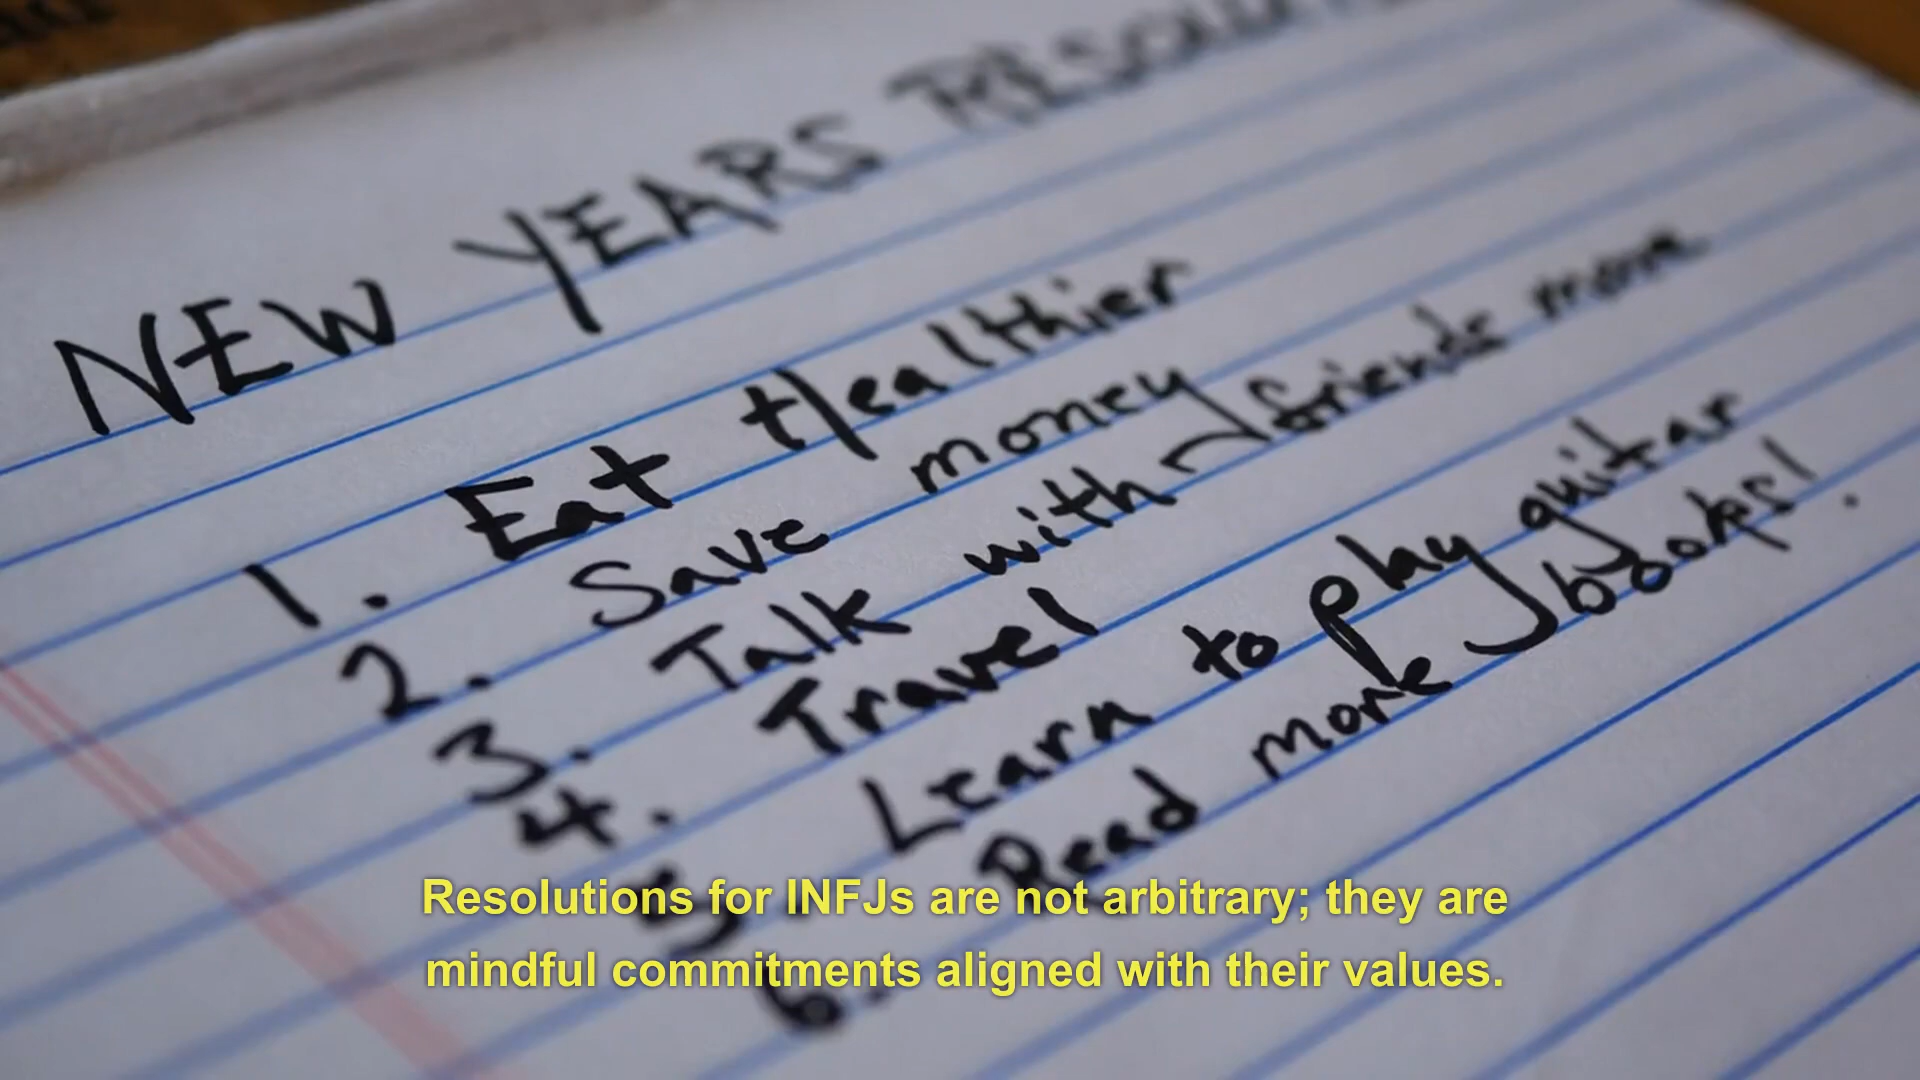 NEW YEARS
1. Eat Healthier
2. Save money
3. Talk with friends more
4. Travel
5. Learn to play guitar
6. Read more books!
Resolutions for INFJs are not arbitrary; they are
mindful commitments aligned with their values.